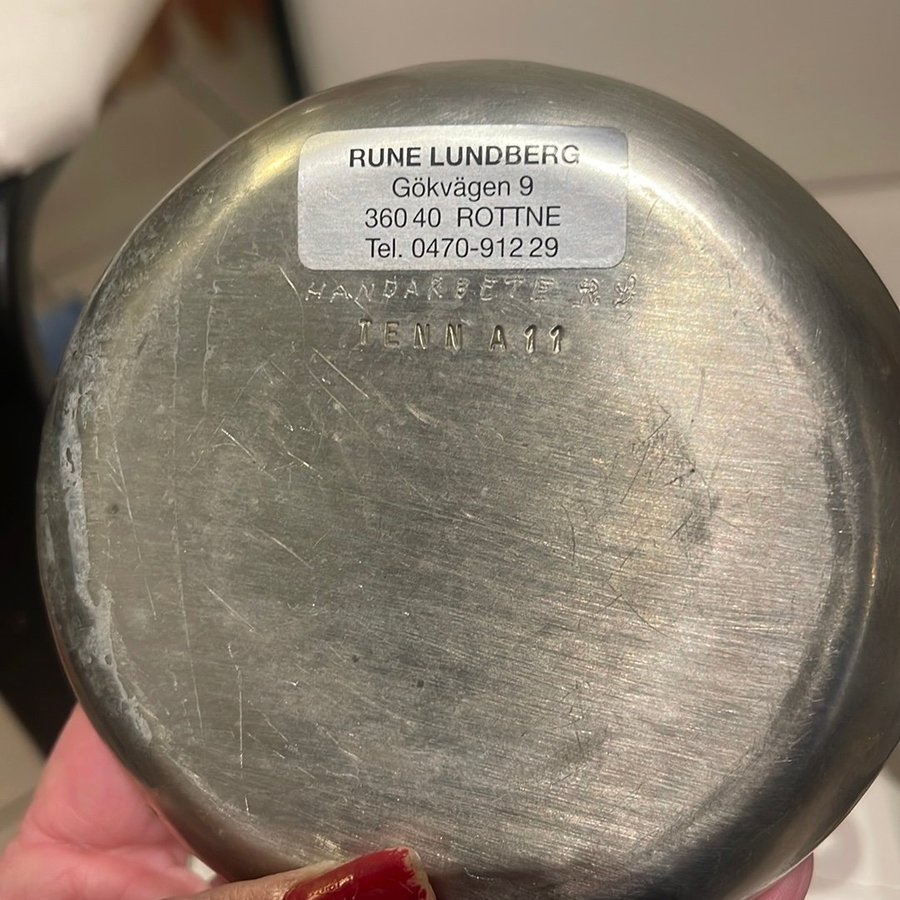 RUNE LUNDBERG
Gökvägen 9
360 40 ROTTNE
Tel. 0470-912 29
HANDARBETE
TENN A11